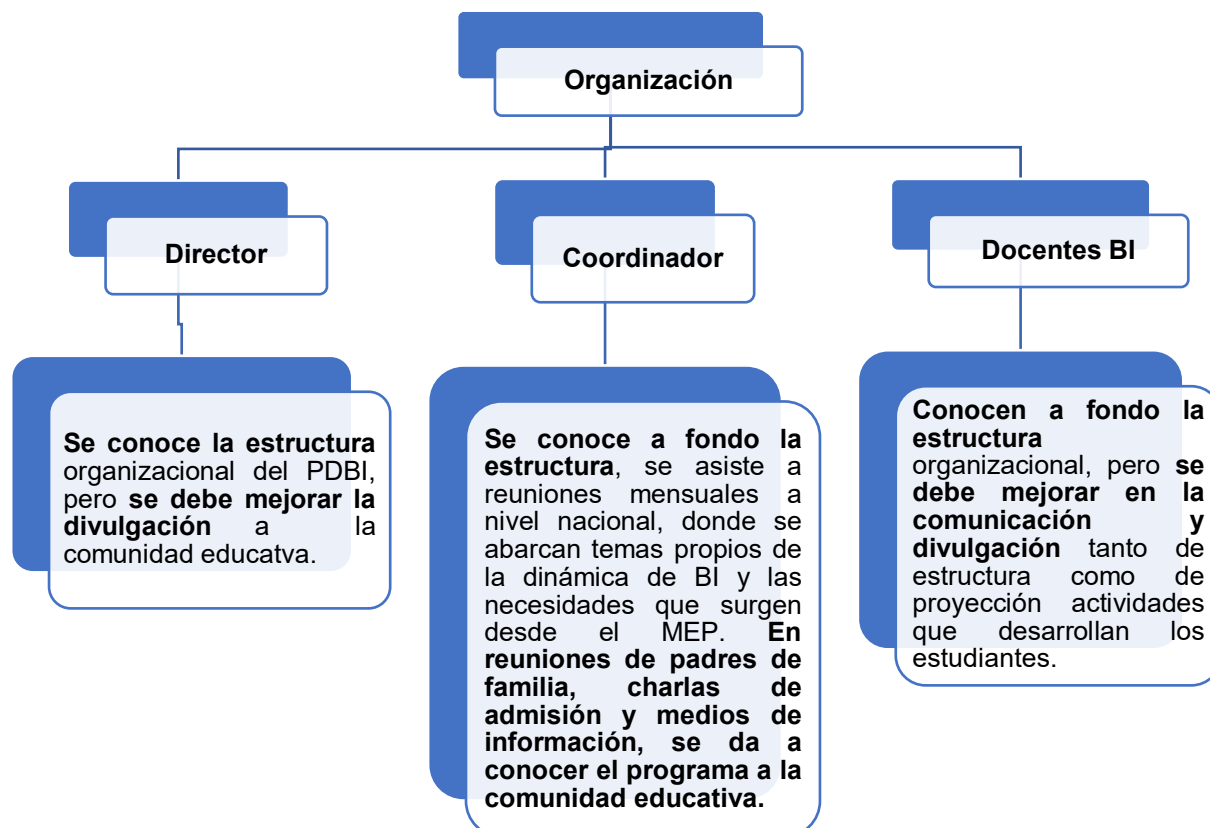 Organización
Director
Coordinador
Docentes BI
Se conoce la estructura
organizacional del PDBI,
pero se debe mejorar la
divulgación a la
comunidad educatva.
Se conoce a fondo la
estructura, se asiste a
reuniones mensuales a
nivel nacional, donde se
abarcan temas propios de
la dinámica de BI y las
necesidades que surgen
desde el MEP. En
reuniones de padres de
familia, charlas de
admisión y medios de
información, se da a
conocer el programa a la
comunidad educativa.
Conocen a fondo la
estructura
organizacional, pero se
debe mejorar en la
comunicación y
divulgación tanto de
estructura como de
proyección actividades
que desarrollan los
estudiantes.